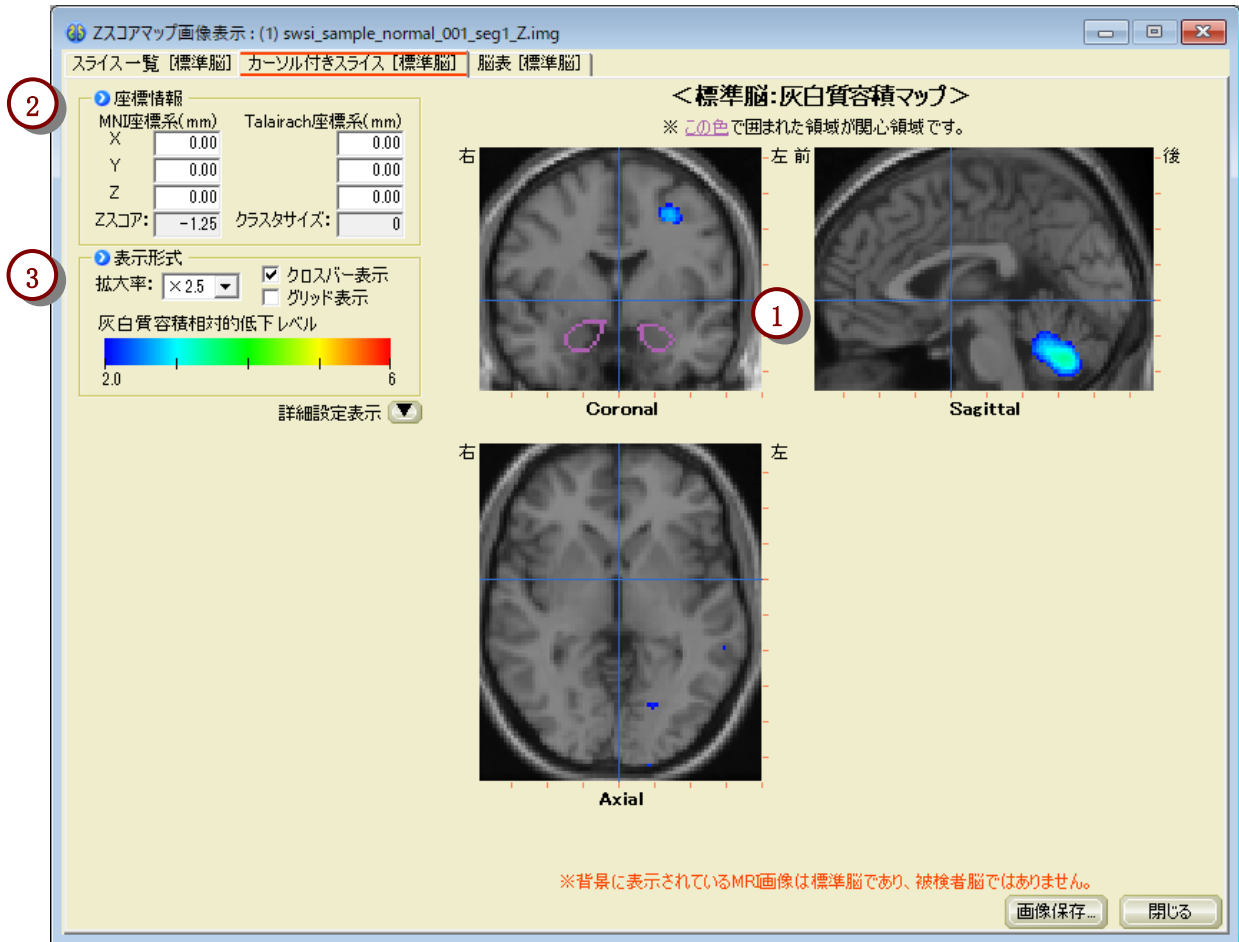 Zスコアマップ画像表示 : (1) swsi_sample_normal_001_seg1_Z.img
スライス一覧 [標準脳] カーソル付きスライス [標準脳] 脳表 [標準脳]
2
座標情報
MNI座標系(mm) Talairach座標系(mm)
X 0.00 0.00
Y 0.00 0.00
Z 0.00 0.00
Zスコア: -1.25 クラスタサイズ: 0
3
表示形式
拡大率: ×2.5 クロスバー表示
グリッド表示
灰白質容積相対的低下レベル
2.0 6
詳細設定表示
<標準脳:灰白質容積マップ>
※ この色で囲まれた領域が関心領域です。
右 左 前 後
1
Coronal Sagittal
右 左
Axial
※背景に表示されているMRI画像は標準脳であり、被検者脳ではありません。
画像保存... 閉じる